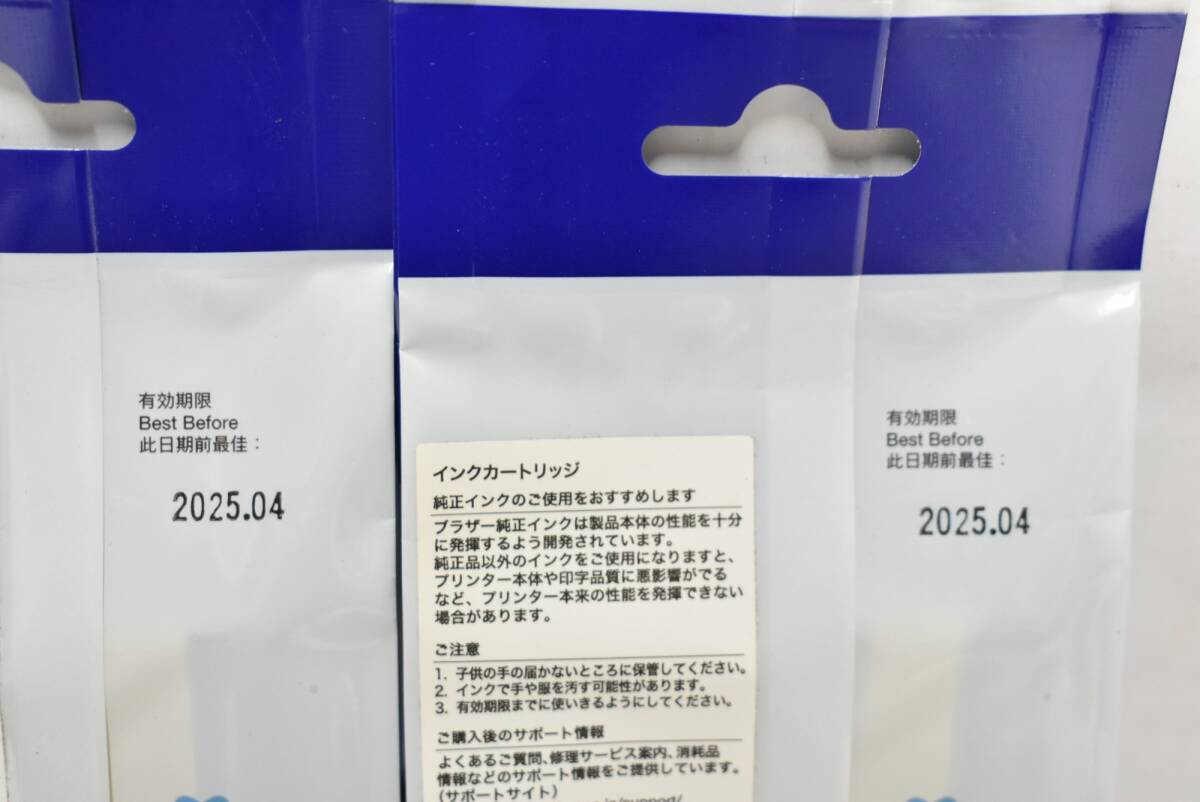 有効期限
Best Before
此日期前最佳：
2025.04
インクカートリッジ
純正インクのご使用をおすすめします
ブラザー純正インクは製品本体の性能を十分
に発揮するよう開発されています。
純正品以外のインクをご使用になりますと、
プリンター本体や印字品質に悪影響がでる
など、プリンター本来の性能を発揮できない
場合があります。
ご注意
1. 子供の手の届かないところに保管してください。
2. インクで手や服を汚す可能性があります。
3. 有効期限までに使いきるようにしてください。
ご購入後のサポート情報
よくあるご質問、修理サービス案内、消耗品
情報などのサポート情報をご提供しています。
（サポートサイト）
有効期限
Best Before
此日期前最佳：
2025.04